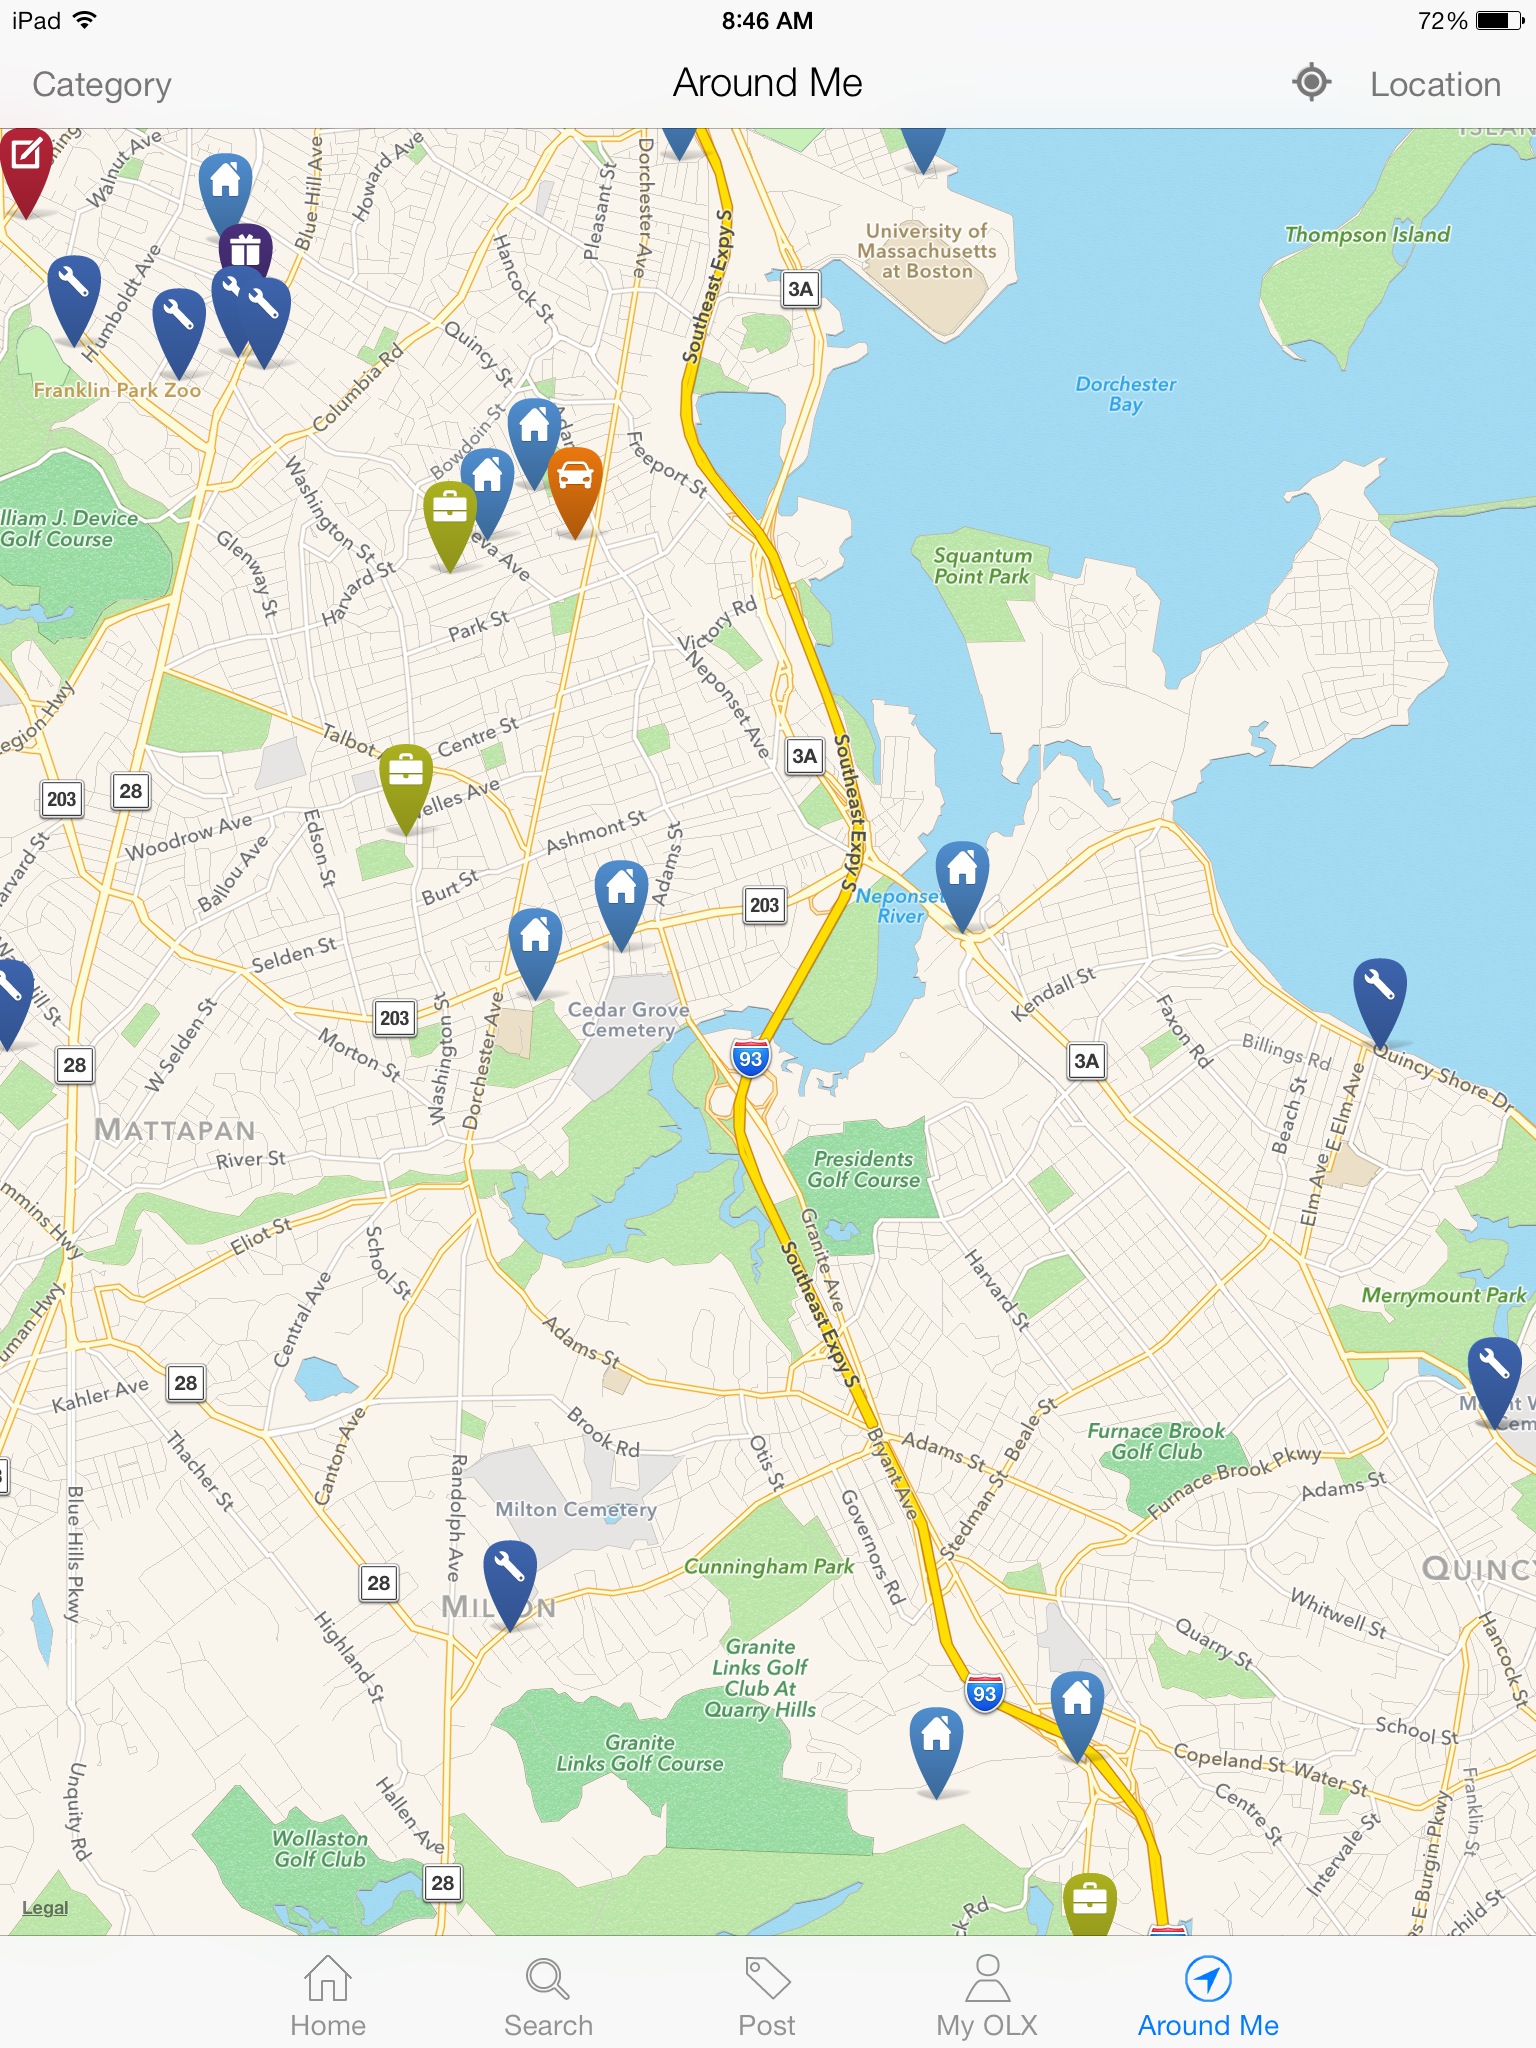 iPad
8:46 AM
72%
Category
Around Me
Location
Walnut Ave
Howard Ave
Blue Hill Ave
Dorchester Ave
Pleasant St
Southeast Expy S
University of
Massachusetts
at Boston
Thompson Island
3A
Hancock St
Humboldt Ave
Quincy St
Columbia Rd
Franklin Park Zoo
Dorchester
Bay
Bowdoin St
Freeport St
Washington St
Golf Course
Glenway St
Harvard St
Park St
Victory Rd
Squantum
Point Park
Neponset Ave
Talbot
Centre St
3A
Southeast Expy S
203
28
Woodrow Ave
Ballou Ave
Edson St
Ashmont St
Adams St
Burt St
203
Neponset
River
Selden St
203
Cedar Grove
Cemetery
Morton St
W Selden St
Washington St
Dorchester Ave
28
93
Kendall St
Faxon Rd
3A
Billings Rd
Quincy Shore Dr
Beach St
E Elm Ave
Elm Ave
MATTAPAN
River St
Presidents
Golf Course
Eliot St
School St
Central Ave
Granite Ave
Southeast Expy S
Harvard St
Merrymount Park
Adams St
28
Kahler Ave
Canton Ave
Thacher St
Brook Rd
Otis St
Bryant Ave
Adams St
Beale St
Stedman St
Furnace Brook
Golf Club
Furnace Brook Pkwy
Adams St
Randolph Ave
Blue Hills Pkwy
Milton Cemetery
Governors Rd
Cunningham Park
28
Highland St
Whitwell St
Quarry St
Hancock St
Granite
Links Golf
Club At
Quarry Hills
93
Granite
Links Golf Course
School St
Copeland St
Water St
Centre St
Franklin St
Intervale St
E Burgin Pkwy
Unquity Rd
Hallen Ave
Wollaston
Golf Club
28
Legal
Home
Search
Post
My OLX
Around Me